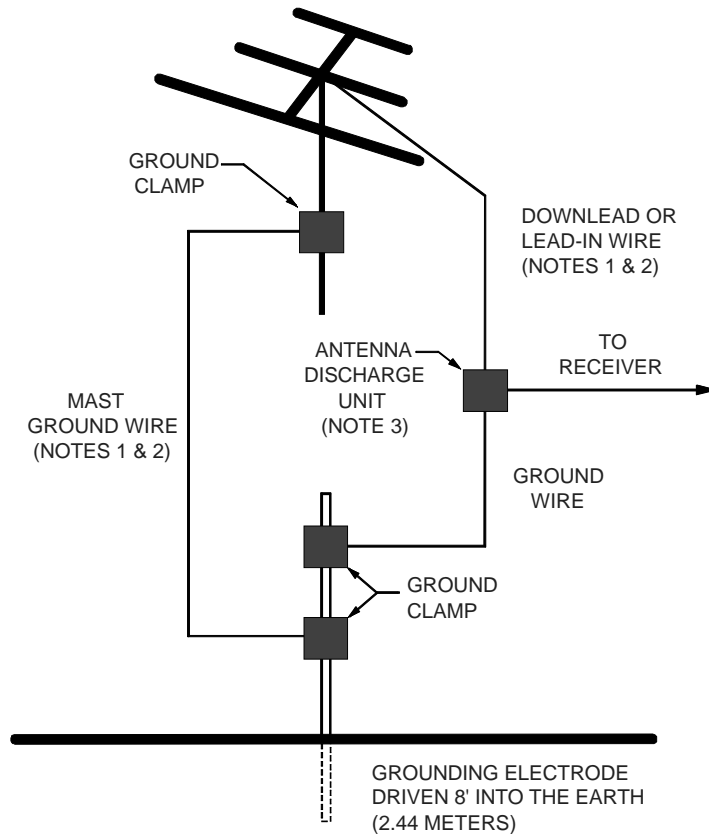 GROUND
CLAMP
DOWNLEAD OR
LEAD-IN WIRE
(NOTES 1 & 2)
ANTENNA
DISCHARGE
UNIT
(NOTE 3)
TO
RECEIVER
MAST
GROUND WIRE
(NOTES 1 & 2)
GROUND
WIRE
GROUND
CLAMP
GROUNDING ELECTRODE
DRIVEN 8' INTO THE EARTH
(2.44 METERS)